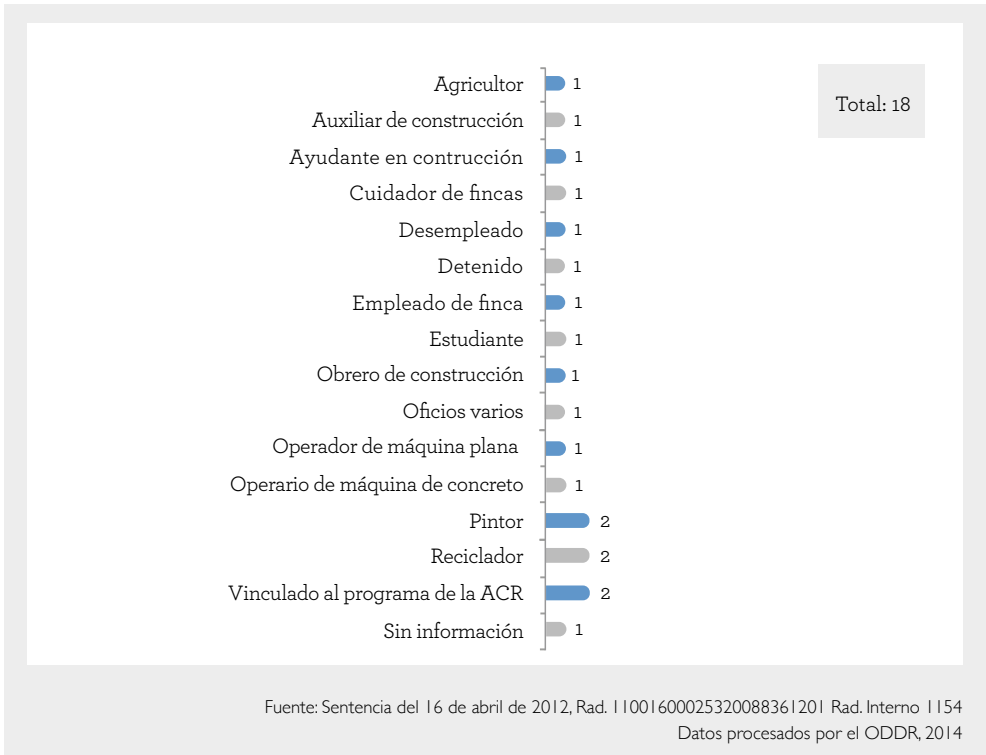 Total: 18
Agricultor 1
Auxiliar de construcción 1
Ayudante en contrucción 1
Cuidador de fincas 1
Desempleado 1
Detenido 1
Empleado de finca 1
Estudiante 1
Obrero de construcción 1
Oficios varios 1
Operador de máquina plana 1
Operario de máquina de concreto 1
Pintor 2
Reciclador 2
Vinculado al programa de la ACR 2
Sin información 1
Fuente: Sentencia del 16 de abril de 2012, Rad. 110016000253200883612​01 Rad. Interno 1154
Datos procesados por el ODDR, 2014